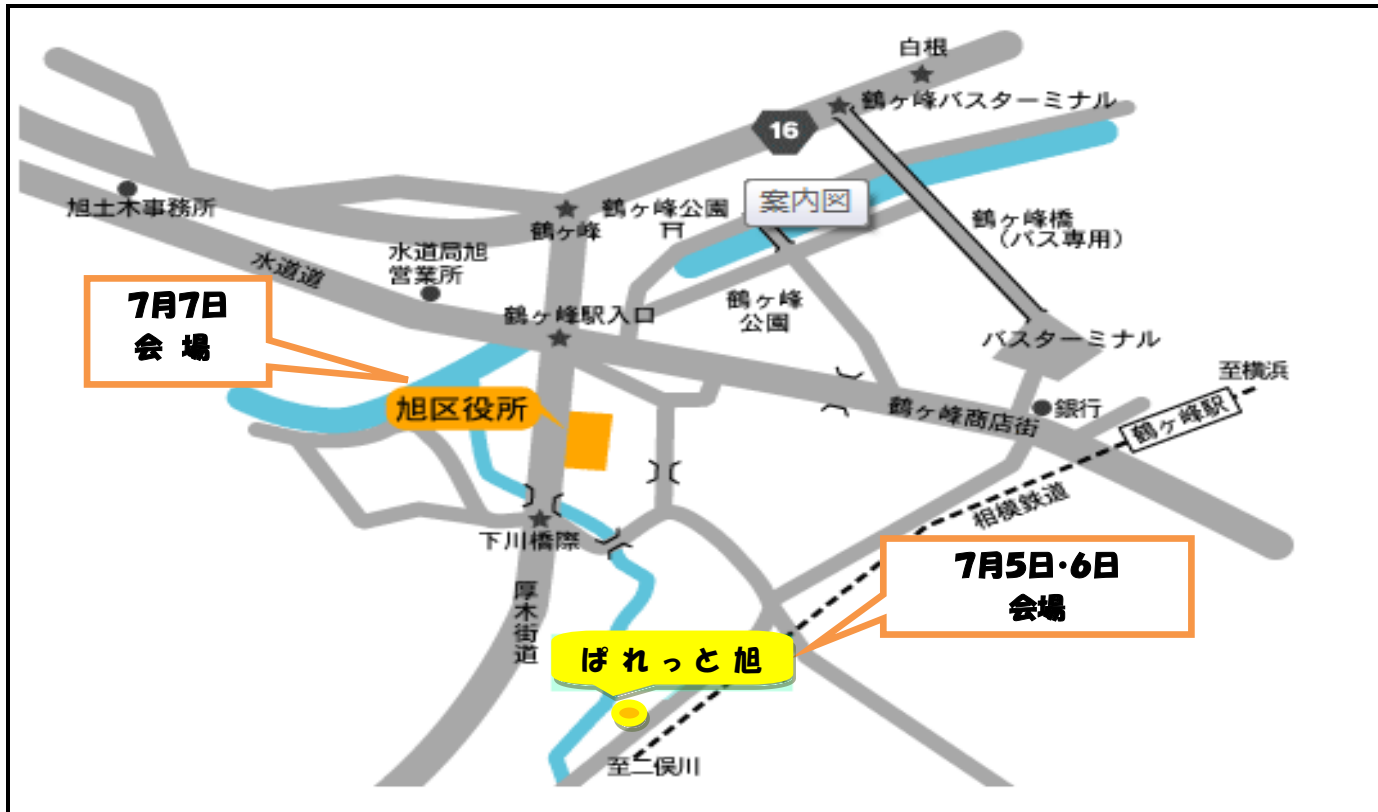 白根
鶴ヶ峰バスターミナル
16
旭土木事務所
鶴ヶ峰
鶴ヶ峰公園
案内図
鶴ヶ峰橋
（バス専用）
水道局旭
営業所
水道道
7月7日
会 場
鶴ヶ峰駅入口
鶴ヶ峰
公園
バスターミナル
至横浜
旭区役所
鶴ヶ峰商店街
銀行
鶴ヶ峰駅
相模鉄道
下川橋際
厚木街道
7月5日・6日
会場
ぱれっと旭
至二俣川